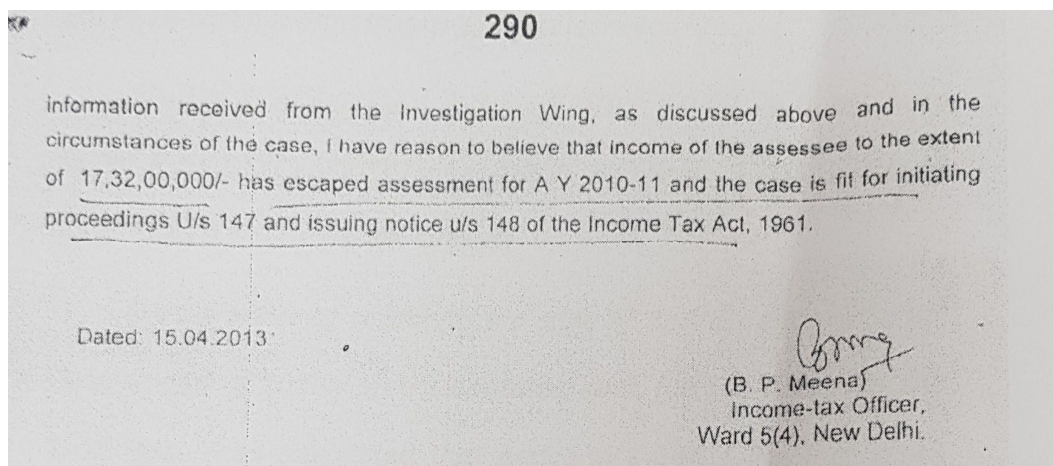 290
information received from the Investigation Wing, as discussed above and in the
circumstances of the case, I have reason to believe that income of the assessee to the extent
of 17,32,00,000/- has escaped assessment for A Y 2010-11 and the case is fit for initiating
proceedings U/s 147 and issuing notice u/s 148 of the Income Tax Act, 1961.
Dated: 15.04.2013
(B. P. Meena)
Income-tax Officer,
Ward 5(4), New Delhi.